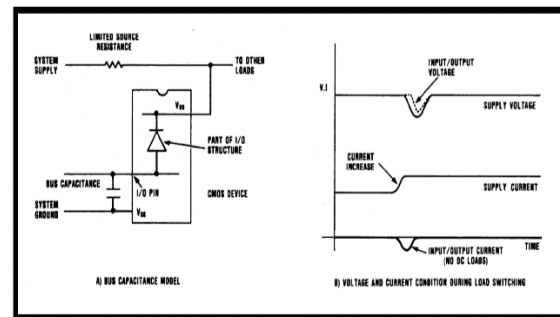 LIMITED SOURCE
RESISTANCE
SYSTEM
SUPPLY
TO OTHER
LOADS
V_DD
PART OF I/O
STRUCTURE
BUS CAPACITANCE
I/O PIN
CMOS DEVICE
SYSTEM
GROUND
V_SS
A) BUS CAPACITANCE MODEL
V.I
INPUT/OUTPUT
VOLTAGE
SUPPLY VOLTAGE
CURRENT
INCREASE
SUPPLY CURRENT
TIME
INPUT/OUTPUT CURRENT
(NO DC LOADS)
B) VOLTAGE AND CURRENT CONDITION DURING LOAD SWITCHING